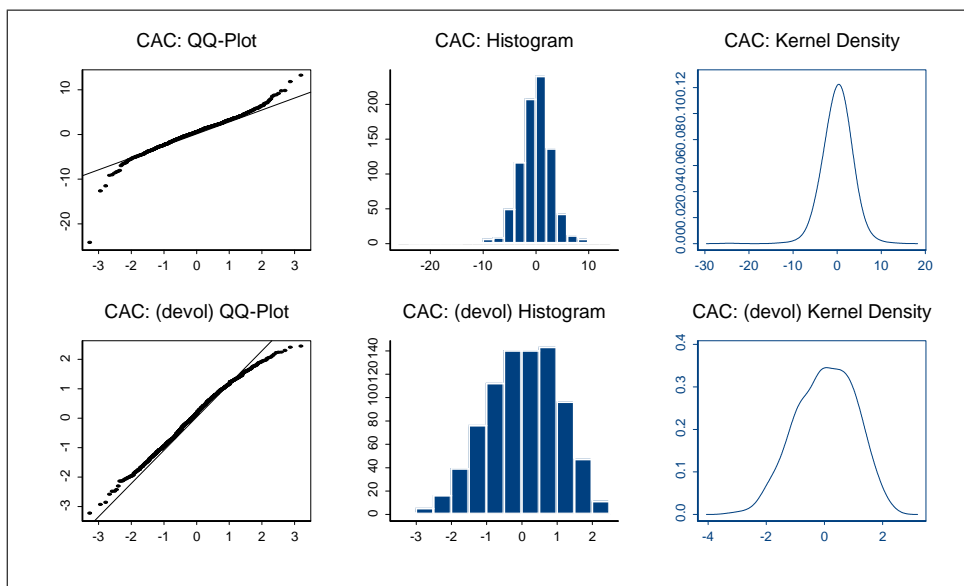 CAC: QQ-Plot
-20 -10 0 10
-3 -2 -1 0 1 2 3
CAC: Histogram
0 50 100 150 200
-20 -10 0 10
CAC: Kernel Density
0.000.020.040.060.080.100.12
-30 -10 0 10 20
CAC: (devol) QQ-Plot
-3 -2 -1 0 1 2
-3 -2 -1 0 1 2 3
CAC: (devol) Histogram
0 20 40 60 80 100120140
-3 -2 -1 0 1 2
CAC: (devol) Kernel Density
0.0 0.1 0.2 0.3 0.4
-4 -2 0 2